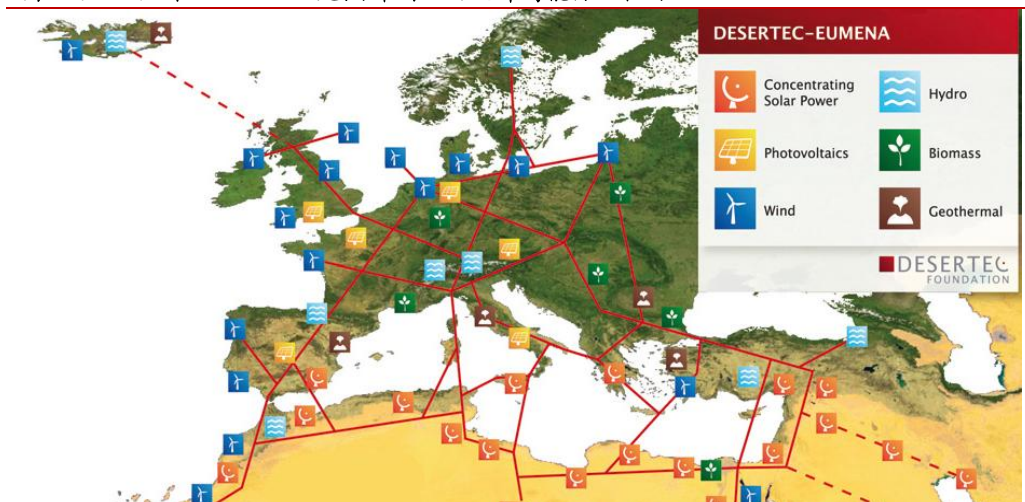 DESERTEC-EUMENA
Concentrating
Solar Power
Hydro
Photovoltaics
Biomass
Wind
Geothermal
DESERTEC
FOUNDATION